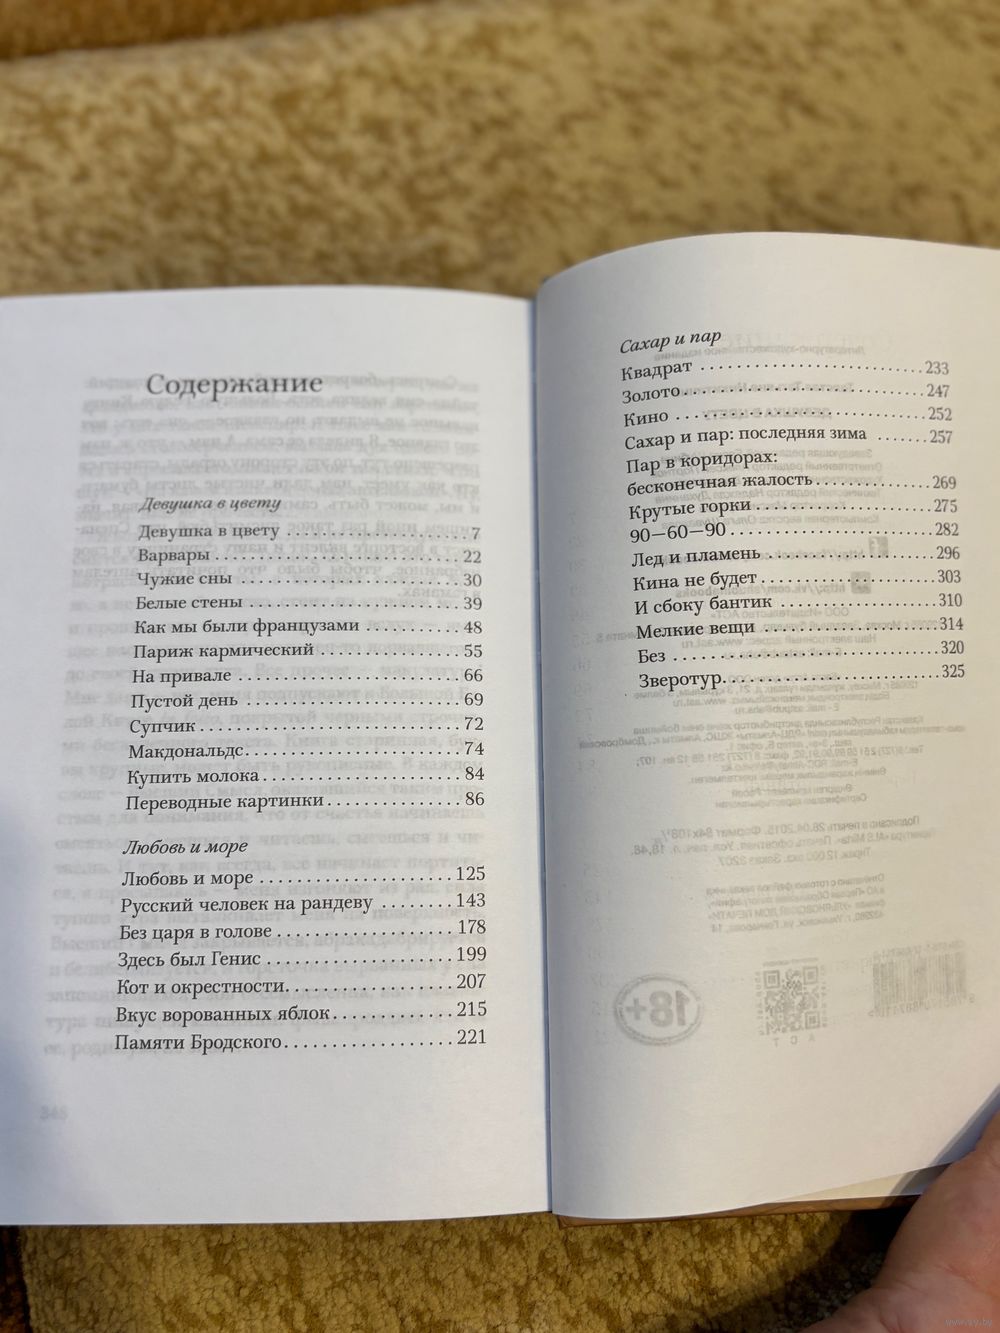 Содержание
Девушка в цвету
Девушка в цвету 7
Варвары 22
Чужие сны 30
Белые стены 39
Как мы были французами 48
Париж кармический 55
На привале 66
Пустой день 69
Супчик 72
Макдональдс 74
Купить молока 84
Переводные картинки 86
Любовь и море
Любовь и море 125
Русский человек на рандеву 143
Без царя в голове 178
Здесь был Генис 199
Кот и окрестности 207
Вкус ворованных яблок 215
Памяти Бродского 221
Сахар и пар
Квадрат 233
Золото 247
Кино 252
Сахар и пар: последняя зима 257
Пар в коридорах:
бесконечная жалость 269
Крутые горки 275
90—60—90 282
Лед и пламень 296
Кина не будет 303
И сбоку бантик 310
Мелкие вещи 314
Без 320
Зверотур 325
18+
www.ay.by